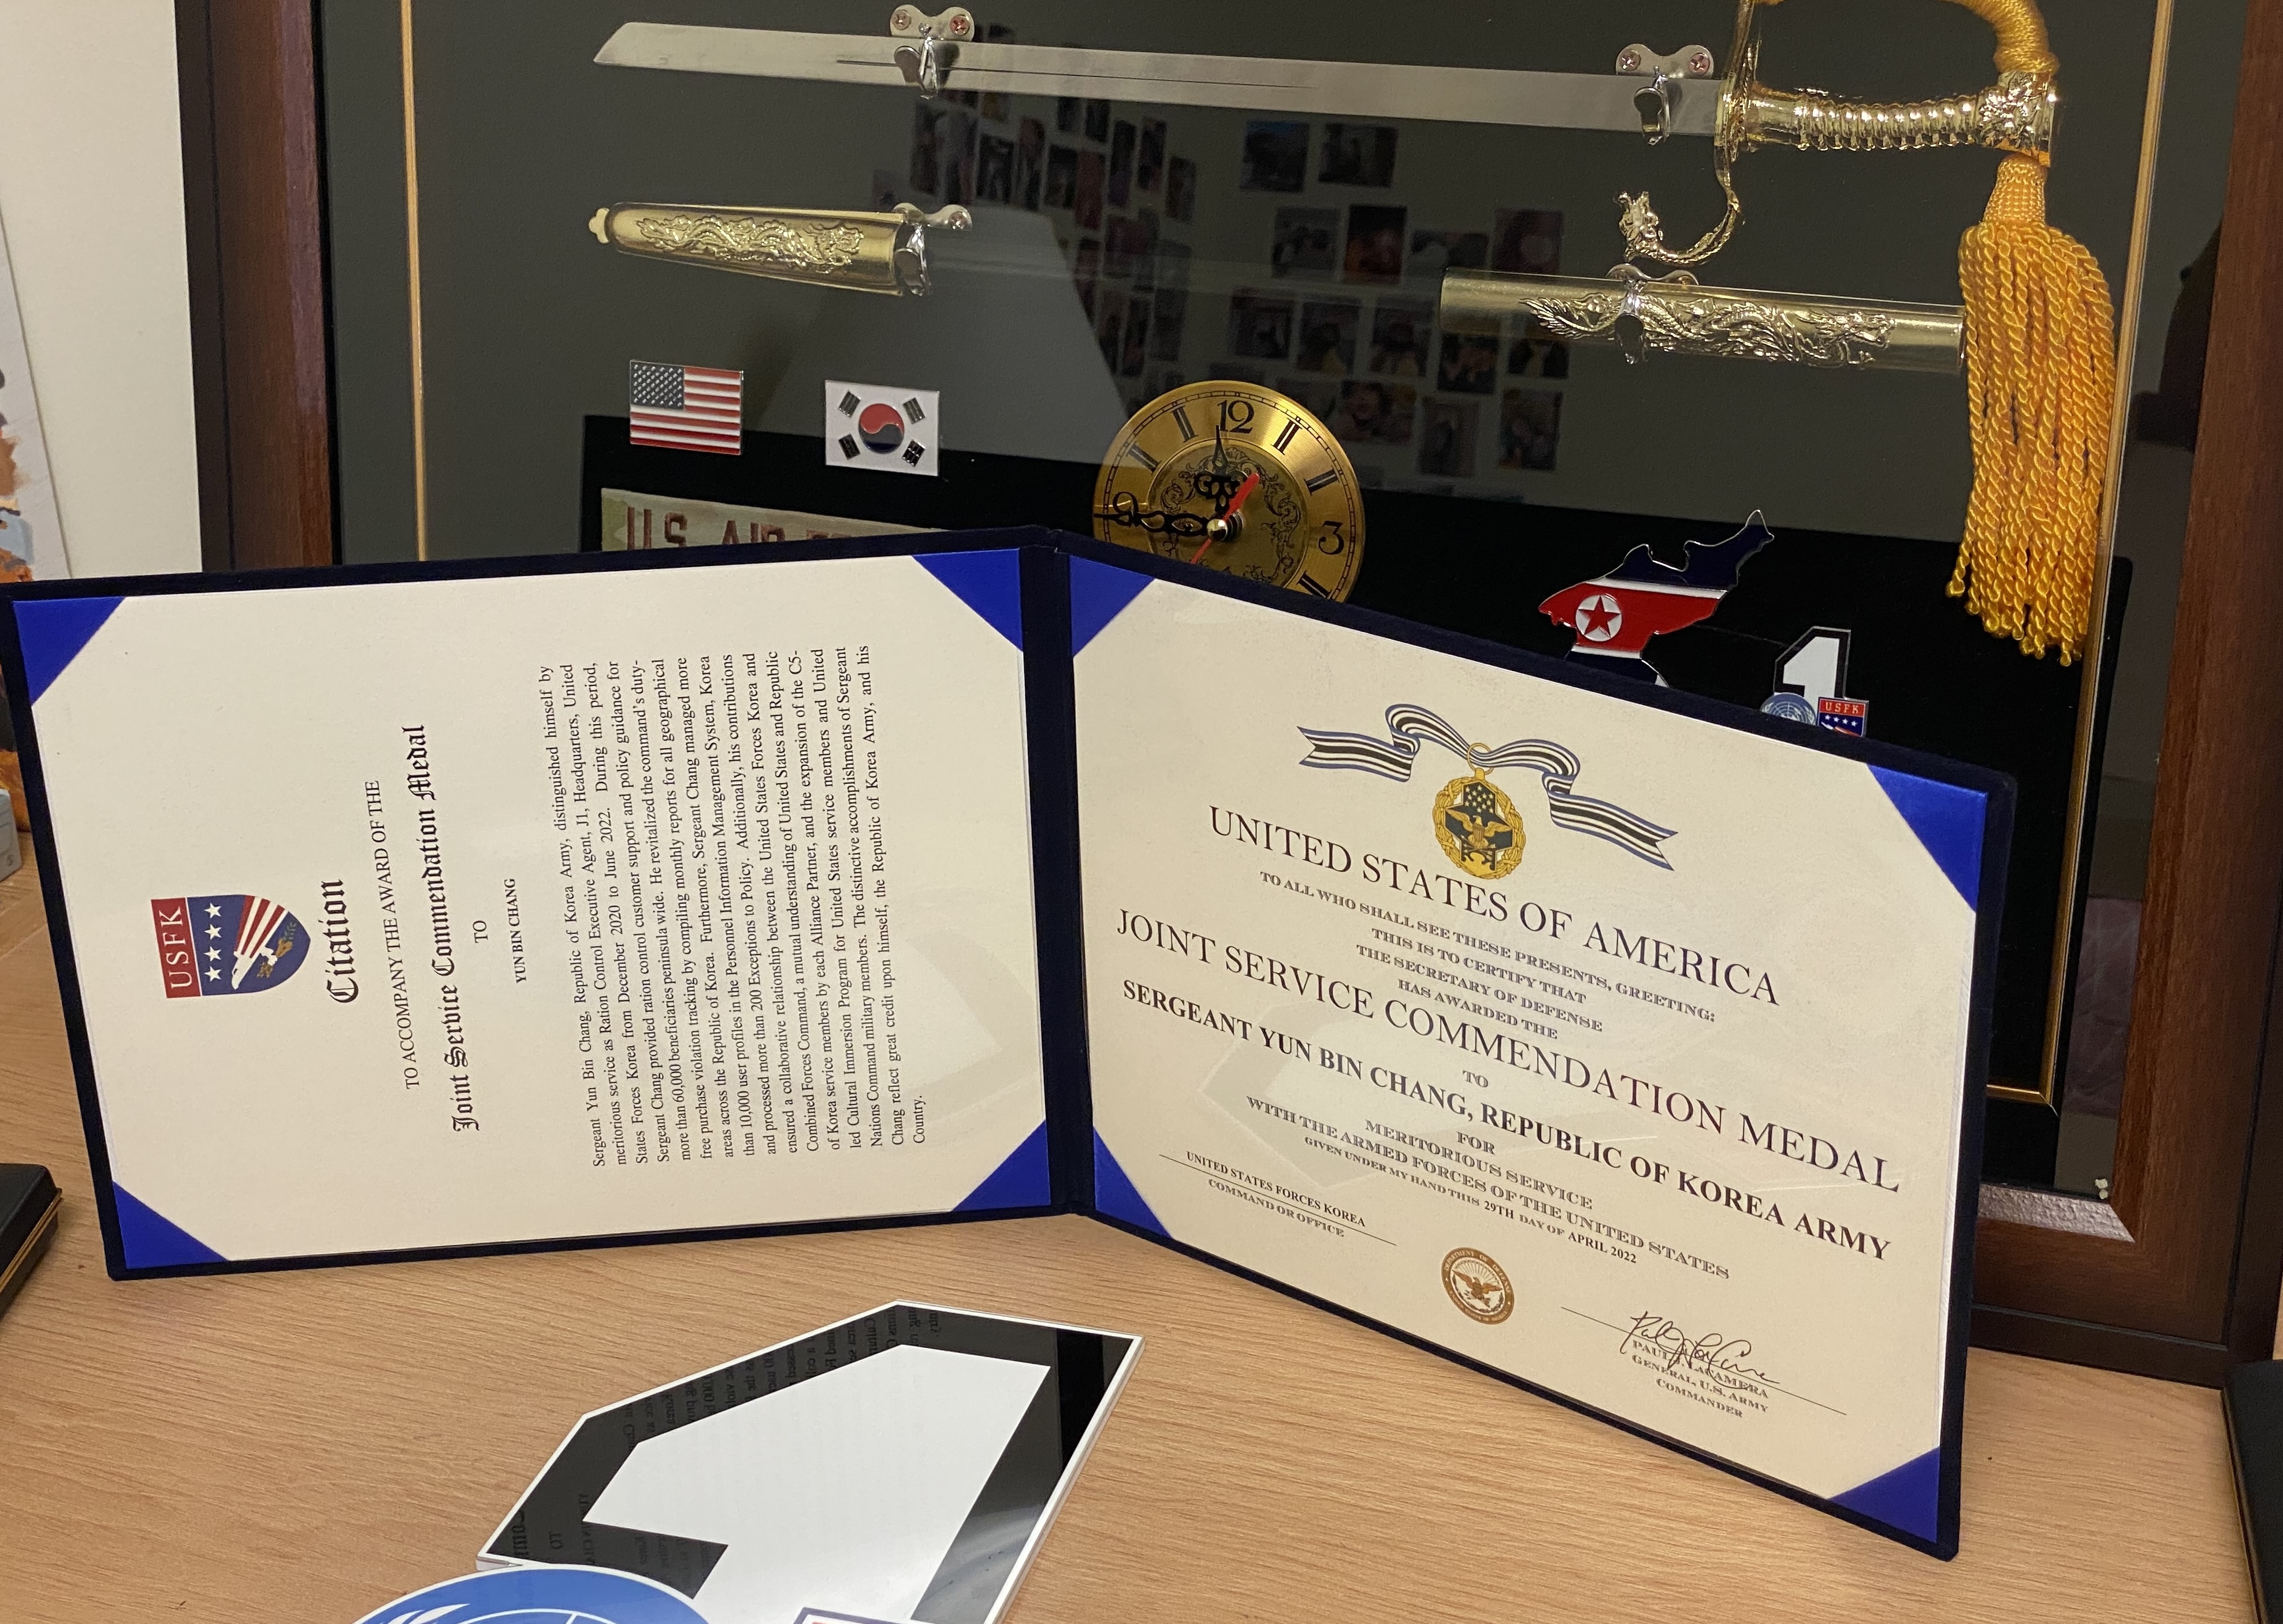 12
3
9
U.S. AIR
1
USFK
USFK
Citation
TO ACCOMPANY THE AWARD OF THE
Joint Service Commendation Medal
TO
YUN BIN CHANG
Sergeant Yun Bin Chang, Republic of Korea Army, distinguished himself by
meritorious service as Ration Control Executive Agent, J1, Headquarters, United
States Forces Korea from December 2020 to June 2022. During this period,
Sergeant Chang provided ration control customer support and policy guidance for
more than 60,000 beneficiaries peninsula wide. He revitalized the command's duty-
free purchase violation tracking by compiling monthly reports for all geographical
areas across the Republic of Korea. Furthermore, Sergeant Chang managed more
than 10,000 user profiles in the Personnel Information Management System, Korea
and processed more than 200 Exceptions to Policy. Additionally, his contributions
ensured a collaborative relationship between the United States Forces Korea and
Combined Forces Command, a mutual understanding of United States and Republic
of Korea service members by each Alliance Partner, and the expansion of the C5-
led Cultural Immersion Program for United States service members and United
Nations Command military members. The distinctive accomplishments of Sergeant
Chang reflect great credit upon himself, the Republic of Korea Army, and his
Country.
UNITED STATES OF AMERICA
TO ALL WHO SHALL SEE THESE PRESENTS, GREETING:
THIS IS TO CERTIFY THAT
THE SECRETARY OF DEFENSE
HAS AWARDED THE
JOINT SERVICE COMMENDATION MEDAL
TO
SERGEANT YUN BIN CHANG, REPUBLIC OF KOREA ARMY
FOR
MERITORIOUS SERVICE
WITH THE ARMED FORCES OF THE UNITED STATES
GIVEN UNDER MY HAND THIS 29TH DAY OF APRIL 2022
UNITED STATES FORCES KOREA
COMMAND OR OFFICE
PAUL J. LACAMERA
GENERAL, U.S. ARMY
COMMANDER